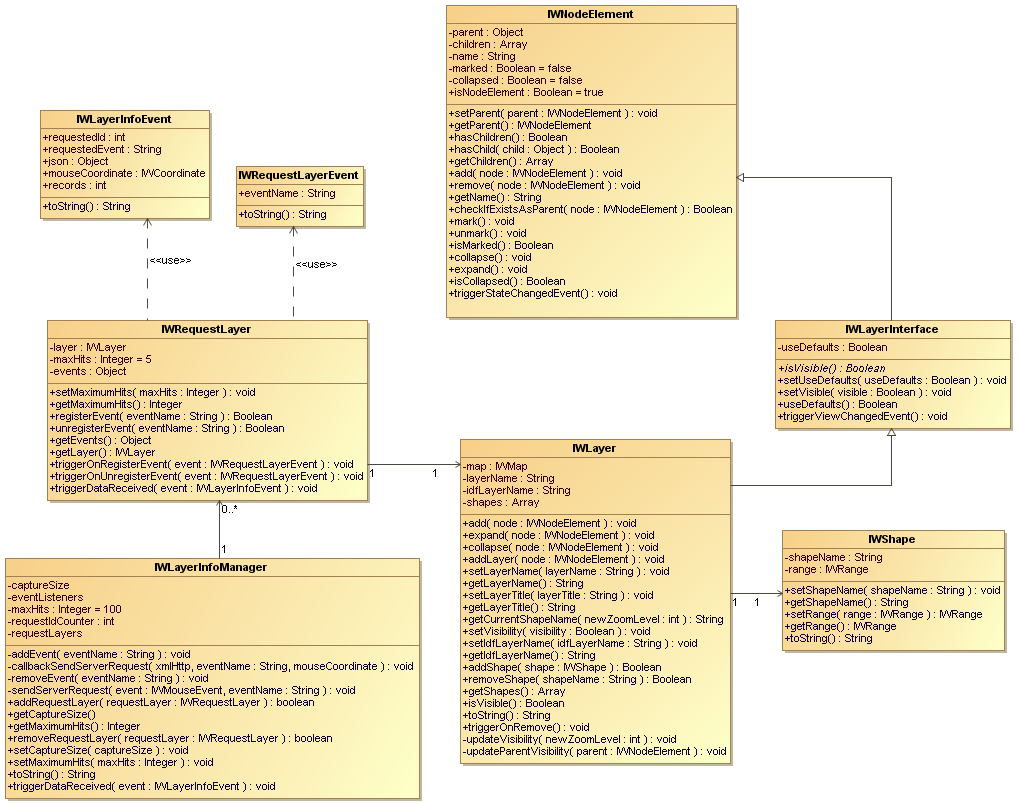 IWNodeElement
-parent : Object
-children : Array
-name : String
-marked : Boolean = false
-collapsed : Boolean = false
+isNodeElement : Boolean = true
+setParent( parent : IWNodeElement ) : void
+getParent() : IWNodeElement
+hasChildren() : Boolean
+hasChild( child : Object ) : Boolean
+getChildren() : Array
+add( node : IWNodeElement ) : void
+remove( node : IWNodeElement ) : void
+getName() : String
+checkIfExistsAsParent( node : IWNodeElement ) : Boolean
+mark() : void
+unmark() : void
+isMarked() : Boolean
+collapse() : void
+expand() : void
+isCollapsed() : Boolean
+triggerStateChangedEvent() : void
IWLayerInfoEvent
+requestedId : int
+requestedEvent : String
+json : Object
+mouseCoordinate : IWCoordinate
+records : int
+toString() : String
IWRequestLayerEvent
+eventName : String
+toString() : String
<<use>>
<<use>>
IWRequestLayer
-layer : IWLayer
-maxHits : Integer = 5
-events : Object
+setMaximumHits( maxHits : Integer ) : void
+getMaximumHits() : Integer
+registerEvent( eventName : String ) : Boolean
+unregisterEvent( eventName : String ) : Boolean
+getEvents() : Object
+getLayer() : IWLayer
+triggerOnRegisterEvent( event : IWRequestLayerEvent ) : void
+triggerOnUnregisterEvent( event : IWRequestLayerEvent ) : void
+triggerDataReceived( event : IWLayerInfoEvent ) : void
IWLayerInterface
-useDefaults : Boolean
+isVisible() : Boolean
+setUseDefaults( useDefaults : Boolean ) : void
+setVisible( visible : Boolean ) : void
+useDefaults() : Boolean
+triggerViewChangedEvent() : void
1
1
0..*
1
IWLayer
-map : IWMap
-layerName : String
-idfLayerName : String
-shapes : Array
+add( node : IWNodeElement ) : void
+expand( node : IWNodeElement ) : void
+collapse( node : IWNodeElement ) : void
+addLayer( node : IWNodeElement ) : void
+setLayerName( layerName : String ) : void
+getLayerName() : String
+setLayerTitle( layerTitle : String ) : void
+getLayerTitle() : String
+getCurrentShapeName( newZoomLevel : int ) : String
+setVisibility( visibility : Boolean ) : void
+setIdfLayerName( idfLayerName : String ) : void
+getIdfLayerName() : String
+addShape( shape : IWShape ) : Boolean
+removeShape( shapeName : String ) : Boolean
+getShapes() : Array
+isVisible() : Boolean
+toString() : String
+triggerOnRemove() : void
-updateVisibility( newZoomLevel : int ) : void
-updateParentVisibility( parent : IWNodeElement ) : void
1
1
IWShape
-shapeName : String
-range : IWRange
+setShapeName( shapeName : String ) : void
+getShapeName() : String
+setRange( range : IWRange ) : IWRange
+getRange() : IWRange
+toString() : String
IWLayerInfoManager
-captureSize
-eventListeners
-maxHits : Integer = 100
-requestIdCounter : int
-requestLayers
-addEvent( eventName : String ) : void
-callbackSendServerRequest( xmlHttp, eventName : String, mouseCoordinate ) : void
-removeEvent( eventName : String ) : void
-sendServerRequest( event : IWMouseEvent, eventName : String ) : void
+addRequestLayer( requestLayer : IWRequestLayer ) : boolean
+getCaptureSize()
+getMaximumHits() : Integer
+removeRequestLayer( requestLayer : IWRequestLayer ) : boolean
+setCaptureSize( captureSize ) : void
+setMaximumHits( maxHits : Integer ) : void
+toString() : String
+triggerDataReceived( event : IWLayerInfoEvent ) : void